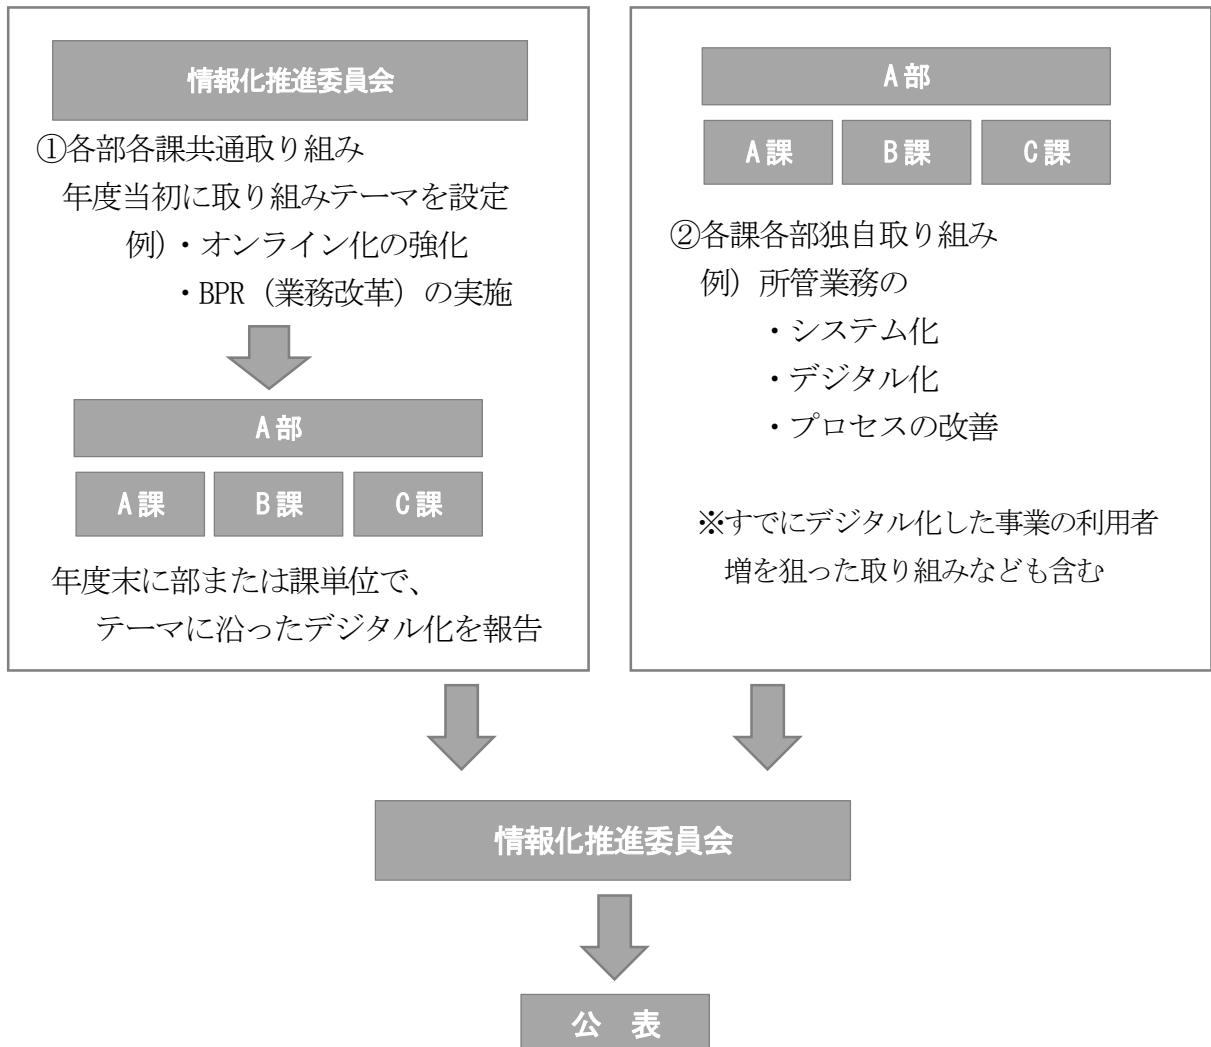 情報化推進委員会
①各部各課共通取り組み
年度当初に取り組みテーマを設定
例)・オンライン化の強化
・BPR（業務改革）の実施
A部
A課 B課 C課
年度末に部または課単位で、
テーマに沿ったデジタル化を報告
A部
A課 B課 C課
②各課各部独自取り組み
例）所管業務の
・システム化
・デジタル化
・プロセスの改善
※すでにデジタル化した事業の利用者
増を狙った取り組みなども含む
情報化推進委員会
公　表